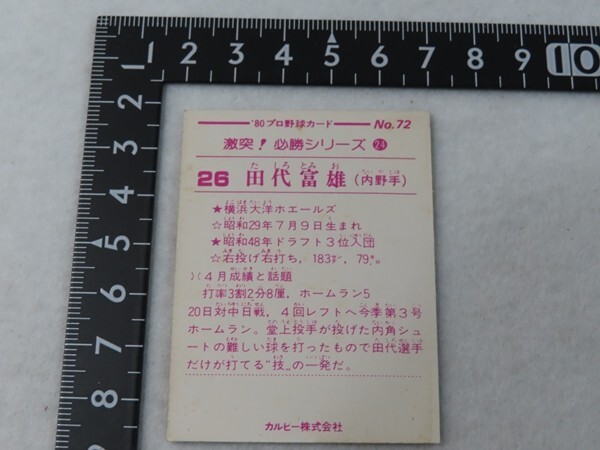 1 2 3 4 5 6 7 8 9 10
1
2
3
4
5
6
7
8
'80プロ野球カード No.72
激突！必勝シリーズ 24
た しろ とみ お
26 田代富雄 (内野手)
★横浜大洋ホエールズ
☆昭和29年7月9日生まれ
★昭和48年ドラフト3位入団
☆右投げ右打ち，183㌢，79㌔
4月成績と話題
打率3割2分8厘，ホームラン5
20日対中日戦，4回レフトへ今季第3号
ホームラン。堂上投手が投げた内角シュ
ートの難しい球を打ったもので田代選手
だけが打てる"技"の一発だ。
カルビー株式会社